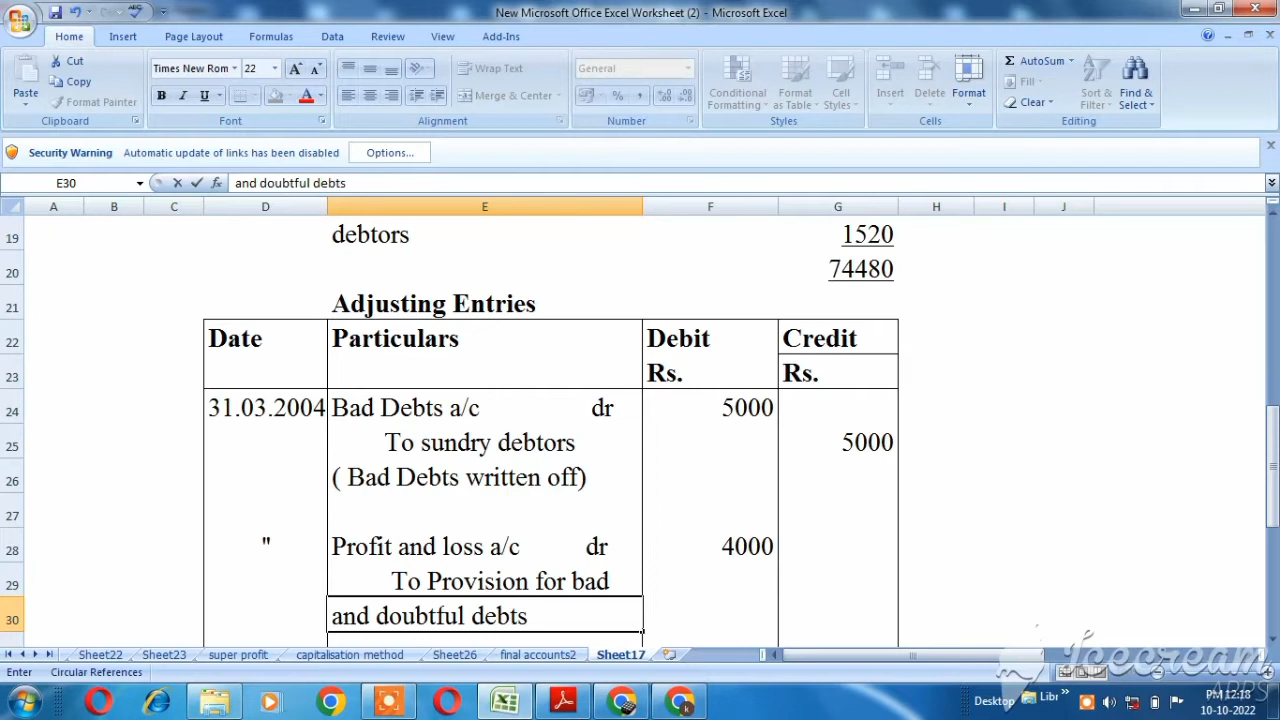 New Microsoft Office Excel Worksheet (2) - Microsoft Excel
Home Insert Page Layout Formulas Data Review View Add-Ins
Paste Cut Copy Format Painter Clipboard
Times New Rom 22 A A B I U A Font
Wrap Text Merge & Center Alignment
General % , Number
Conditional Formatting Format as Table Cell Styles Styles
Insert Delete Format Cells
Σ AutoSum Fill Clear Sort & Filter Find & Select Editing
Security Warning Automatic update of links has been disabled Options...
E30 fx and doubtful debts
A B C D E F G H I J
19 debtors 1520
20 74480
21 Adjusting Entries
22 Date Particulars Debit Credit
23 Rs. Rs.
24 31.03.2004 Bad Debts a/c dr 5000
25 To sundry debtors 5000
26 ( Bad Debts written off)
27
28 " Profit and loss a/c dr 4000
29 To Provision for bad
30 and doubtful debts
Sheet22 Sheet23 super profit capitalisation method Sheet26 final accounts2 Sheet17
Enter Circular References
Icecream APPS
Desktop Libr » PM 12:18
10-10-2022